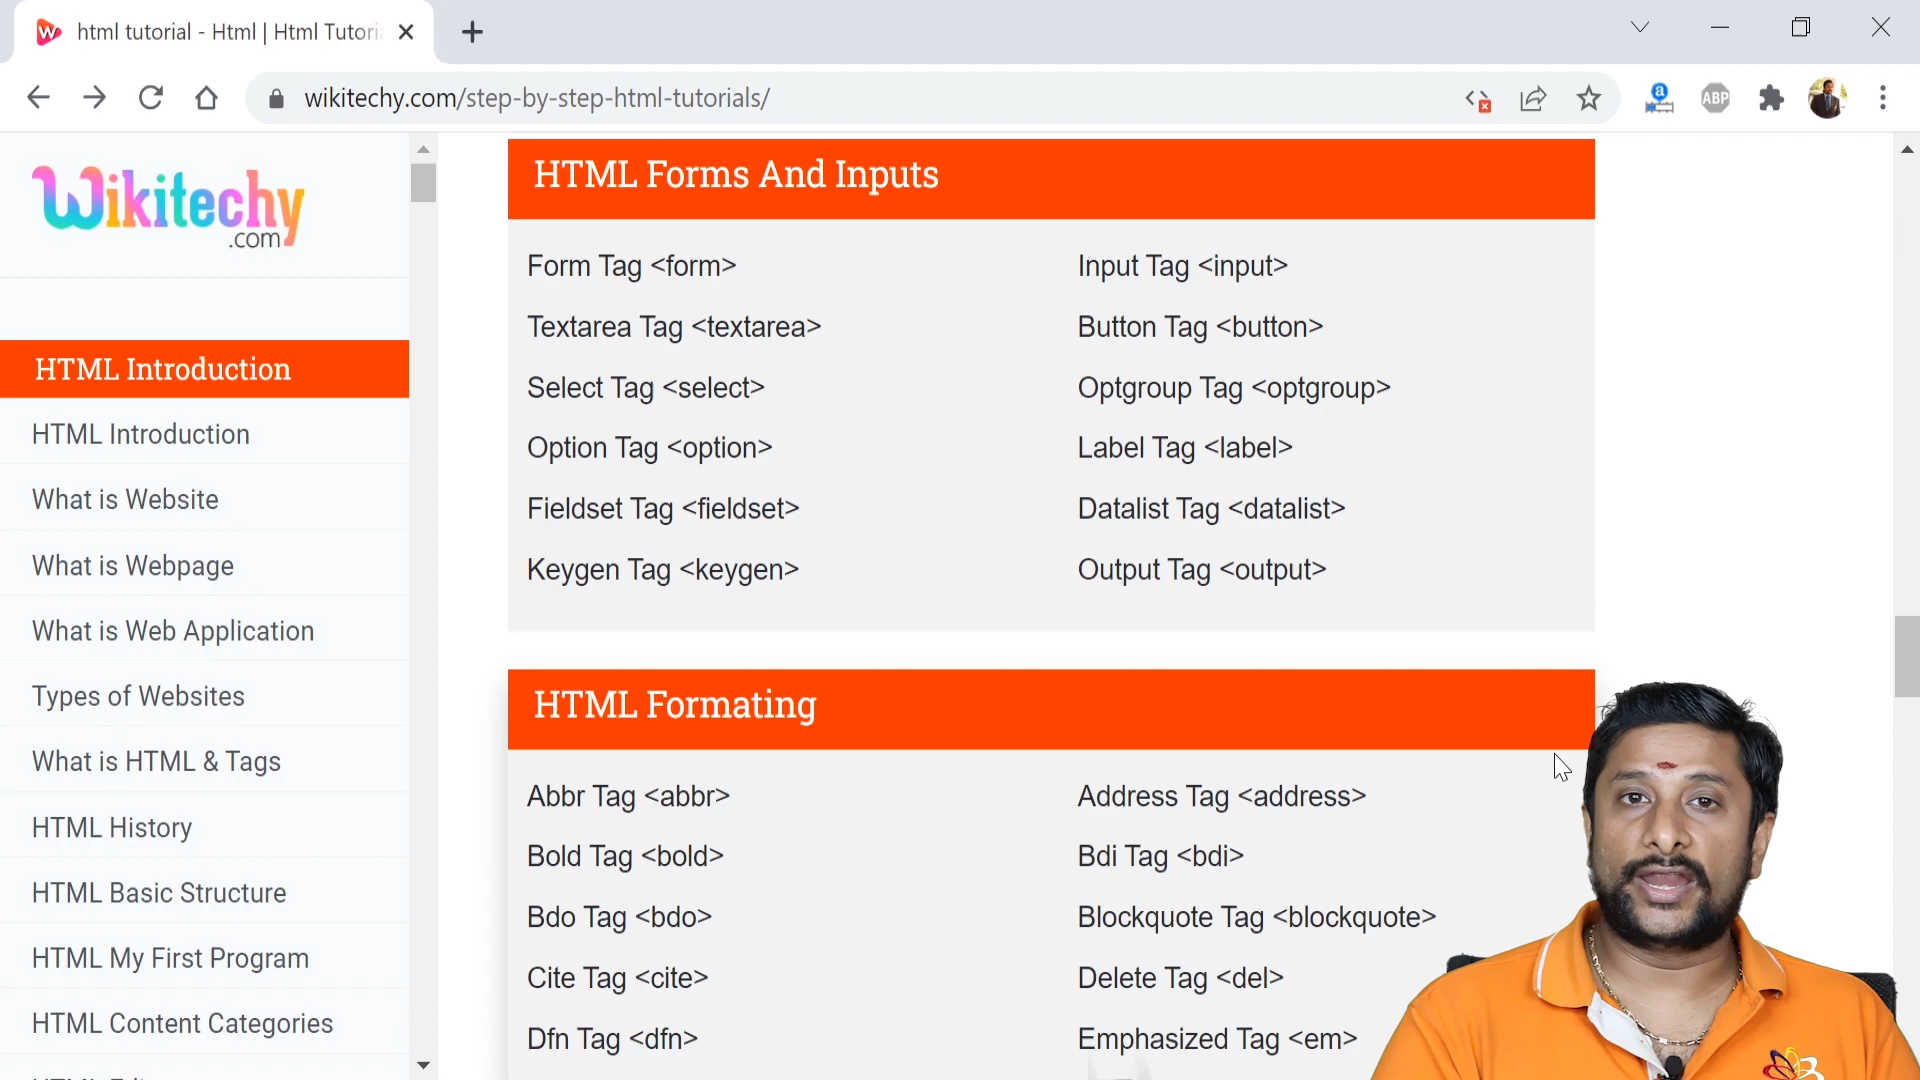 html tutorial - Html | Html Tutori
wikitechy.com/step-by-step-html-tutorials/
a
ABP
Wikitechy
.com
HTML Introduction
HTML Introduction
What is Website
What is Webpage
What is Web Application
Types of Websites
What is HTML & Tags
HTML History
HTML Basic Structure
HTML My First Program
HTML Content Categories
HTML Forms And Inputs
Form Tag <form>
Input Tag <input>
Textarea Tag <textarea>
Button Tag <button>
Select Tag <select>
Optgroup Tag <optgroup>
Option Tag <option>
Label Tag <label>
Fieldset Tag <fieldset>
Datalist Tag <datalist>
Keygen Tag <keygen>
Output Tag <output>
HTML Formating
Abbr Tag <abbr>
Address Tag <address>
Bold Tag <bold>
Bdi Tag <bdi>
Bdo Tag <bdo>
Blockquote Tag <blockquote>
Cite Tag <cite>
Delete Tag <del>
Dfn Tag <dfn>
Emphasized Tag <em>